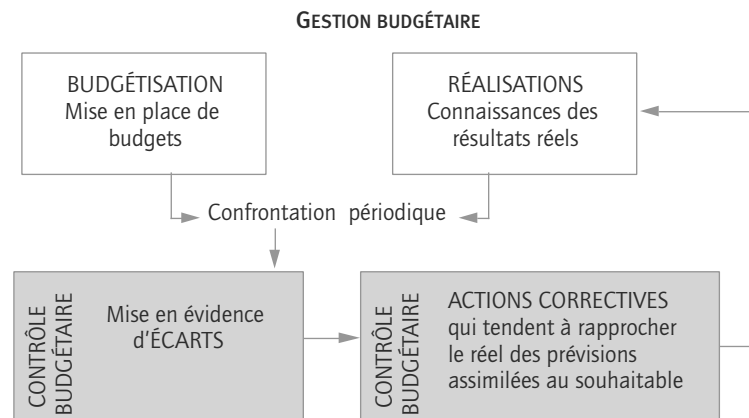 GESTION BUDGÉTAIRE
BUDGÉTISATION
Mise en place de
budgets
RÉALISATIONS
Connaissances des
résultats réels
Confrontation périodique
CONTRÔLE
BUDGÉTAIRE
Mise en évidence
d'ÉCARTS
CONTRÔLE
BUDGÉTAIRE
ACTIONS CORRECTIVES
qui tendent à rapprocher
le réel des prévisions
assimilées au souhaitable